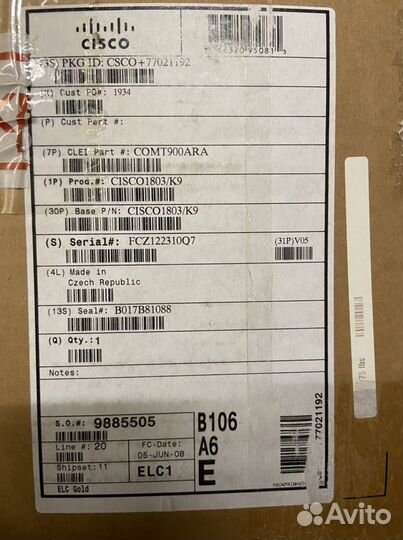 CISCO
(3S) PKG ID: CSCO+77021192
(K) Cust PO#: 1934
(P) Cust Part #:
(7P) CLEI Part #: COMT900ARA
(1P) Prod.#: CISCO1803/K9
(30P) Base P/N: CISCO1803/K9
(S) Serial#: FCZ122310Q7
(31P)V05
(4L) Made in
Czech Republic
(13S) Seal#: B017B81088
(Q) Qty.:1
Notes:
S.O.#: 9885505
B106
Line #: 20
FC-Date:
05-JUN-08
A6
Shipset:11
ELC1
E
ELC Gold
77021192
75 lbs
Avito